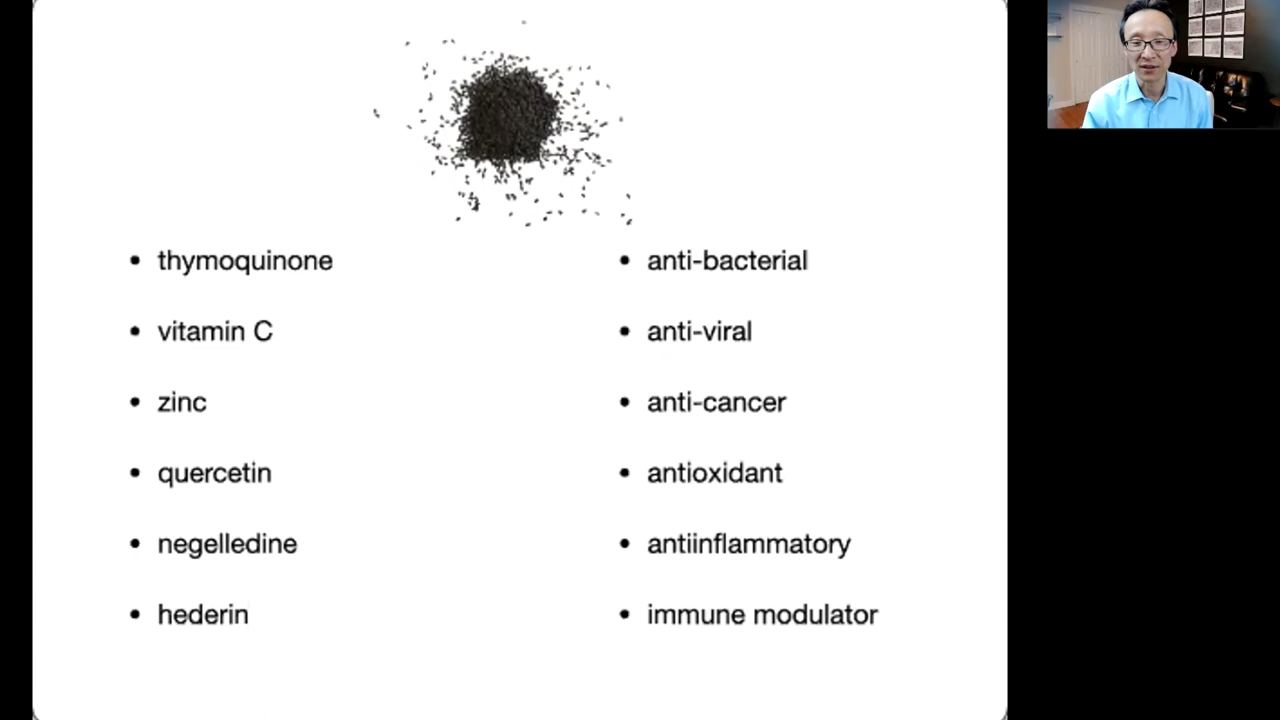 • thymoquinone
• vitamin C
• zinc
• quercetin
• negelledine
• hederin
• anti-bacterial
• anti-viral
• anti-cancer
• antioxidant
• antiinflammatory
• immune modulator